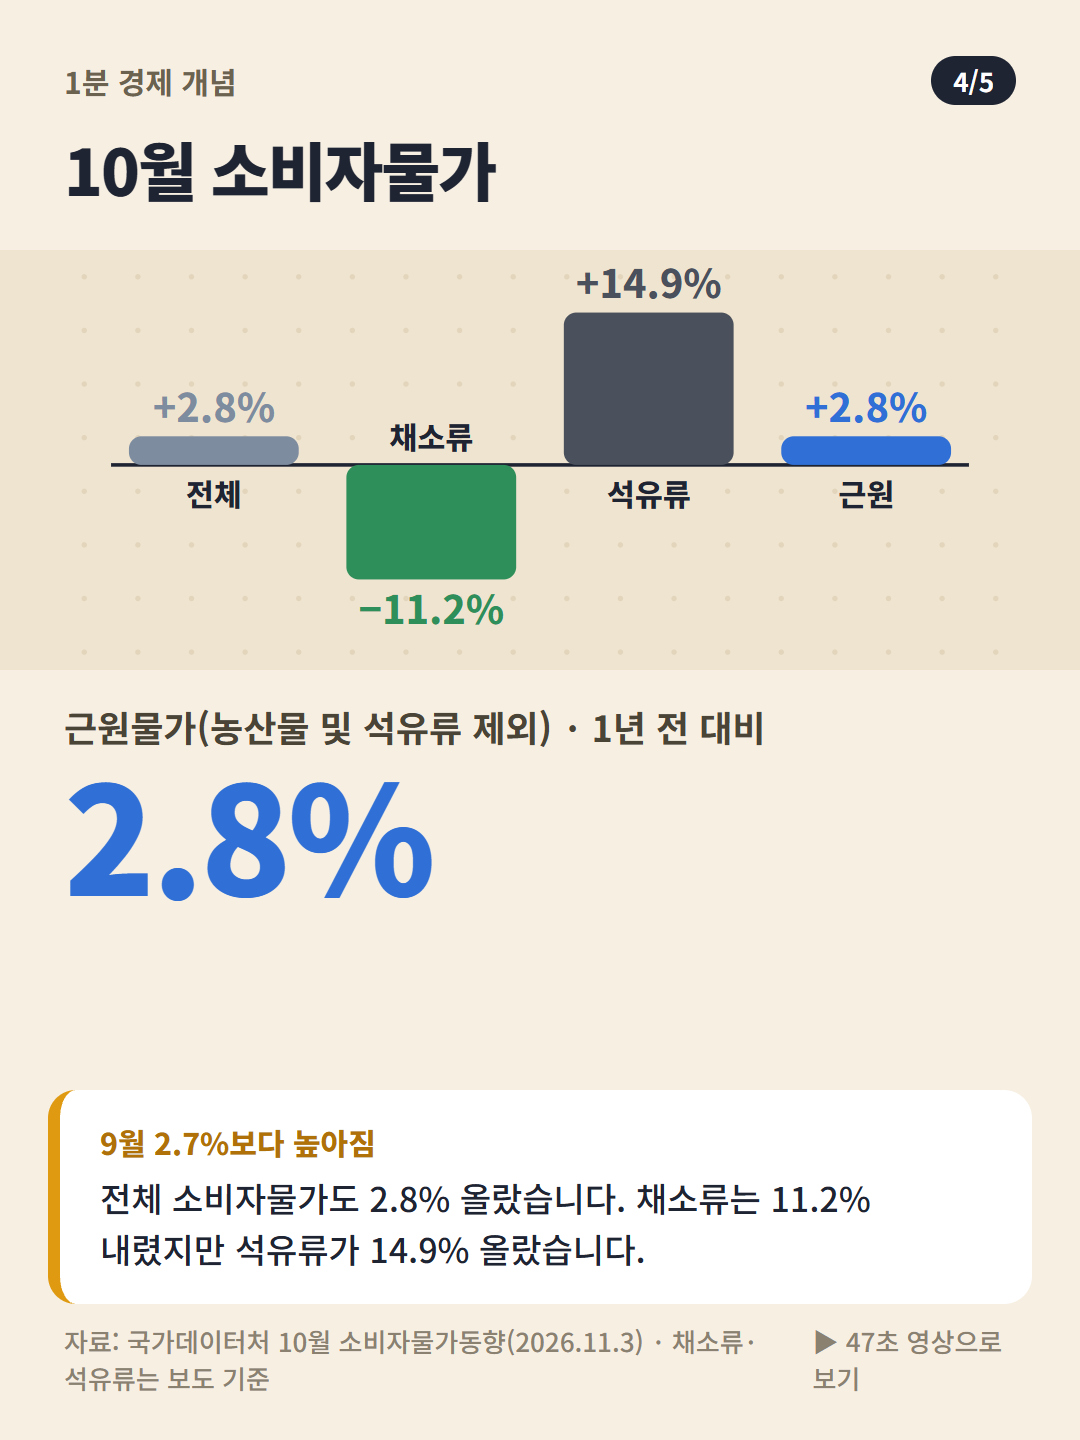 1분 경제 개념
4/5
10월 소비자물가
+14.9%
+2.8%
채소류
+2.8%
전체
석유류
근원
−11.2%
근원물가(농산물 및 석유류 제외) · 1년 전 대비
2.8%
9월 2.7%보다 높아짐
전체 소비자물가도 2.8% 올랐습니다. 채소류는 11.2%
내렸지만 석유류가 14.9% 올랐습니다.
자료: 국가데이터처 10월 소비자물가동향(2026.11.3) · 채소류·
석유류는 보도 기준
▶ 47초 영상으로
보기